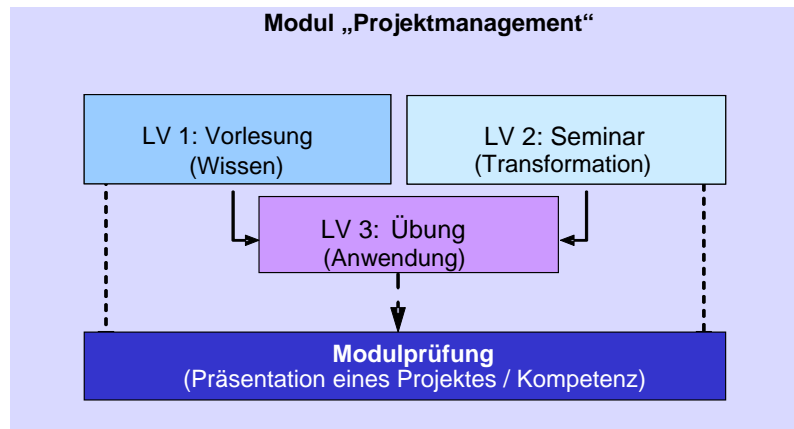 Modul „Projektmanagement“
LV 1: Vorlesung
(Wissen)
LV 2: Seminar
(Transformation)
LV 3: Übung
(Anwendung)
Modulprüfung
(Präsentation eines Projektes / Kompetenz)